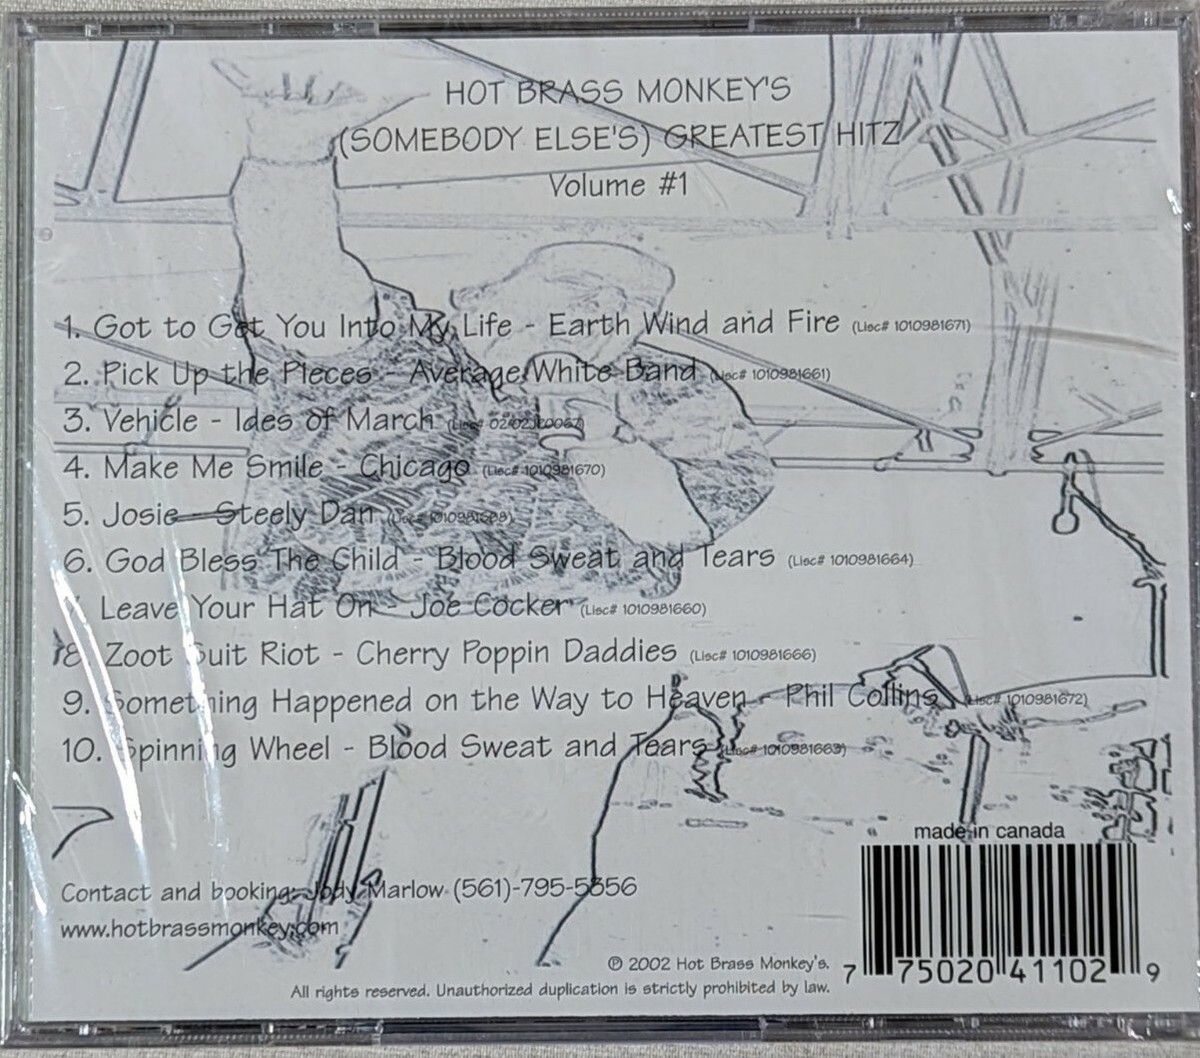 HOT BRASS MONKEY'S
(SOMEBODY ELSE'S) GREATEST HITZ
Volume #1
1. Got to Get You Into My Life - Earth Wind and Fire (Lisc# 1010981671)
2. Pick Up the Pieces - Average White Band (Lisc# 1010981661)
3. Vehicle - Ides of March (Lisc#
4. Make Me Smile - Chicago (Lisc# 1010981670)
5. Josie - Steely Dan (Lisc#
6. God Bless The Child - Blood Sweat and Tears (Lisc# 1010981664)
Leave Your Hat On - Joe Cocker (Lisc# 1010981660)
8. Zoot Suit Riot - Cherry Poppin Daddies (Lisc# 1010981666)
9. Something Happened on the Way to Heaven - Phil Collins (Lisc# 1010981672)
10. Spinning Wheel - Blood Sweat and Tears (Lisc# 1010981663)
made in canada
Contact and booking: Jody Marlow (561)-795-5356
www.hotbrassmonkey.com
℗ 2002 Hot Brass Monkey's.
All rights reserved. Unauthorized duplication is strictly prohibited by law.
7 75020 41102 9